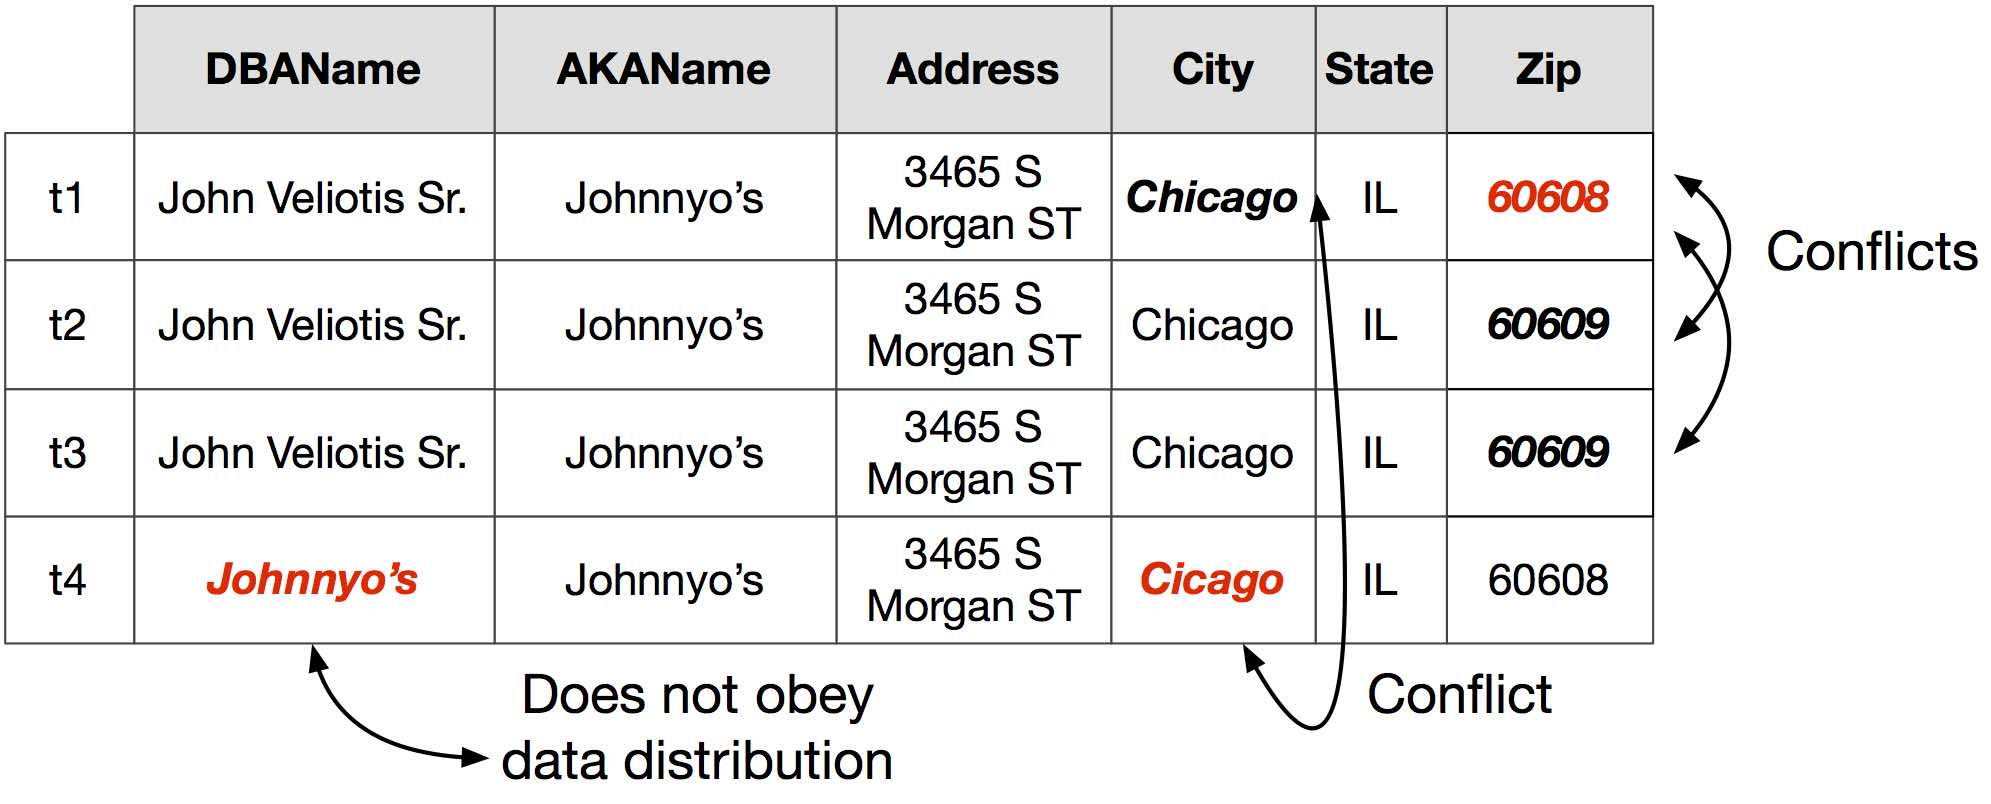 DBAName AKAName Address City State Zip
t1 John Veliotis Sr. Johnnyo’s 3465 S Morgan ST Chicago IL 60608
Conflicts
t2 John Veliotis Sr. Johnnyo’s 3465 S Morgan ST Chicago IL 60609
t3 John Veliotis Sr. Johnnyo’s 3465 S Morgan ST Chicago IL 60609
t4 Johnnyo’s Johnnyo’s 3465 S Morgan ST Cicago IL 60608
Does not obey
data distribution
Conflict